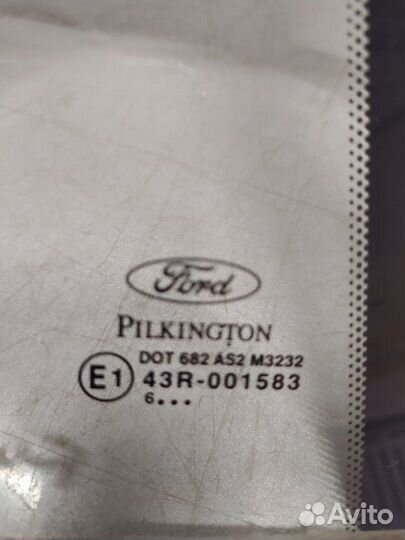 Ford
PILKINGTON
DOT 682 AS2 M3232
E1 43R-001583
6...
Avito